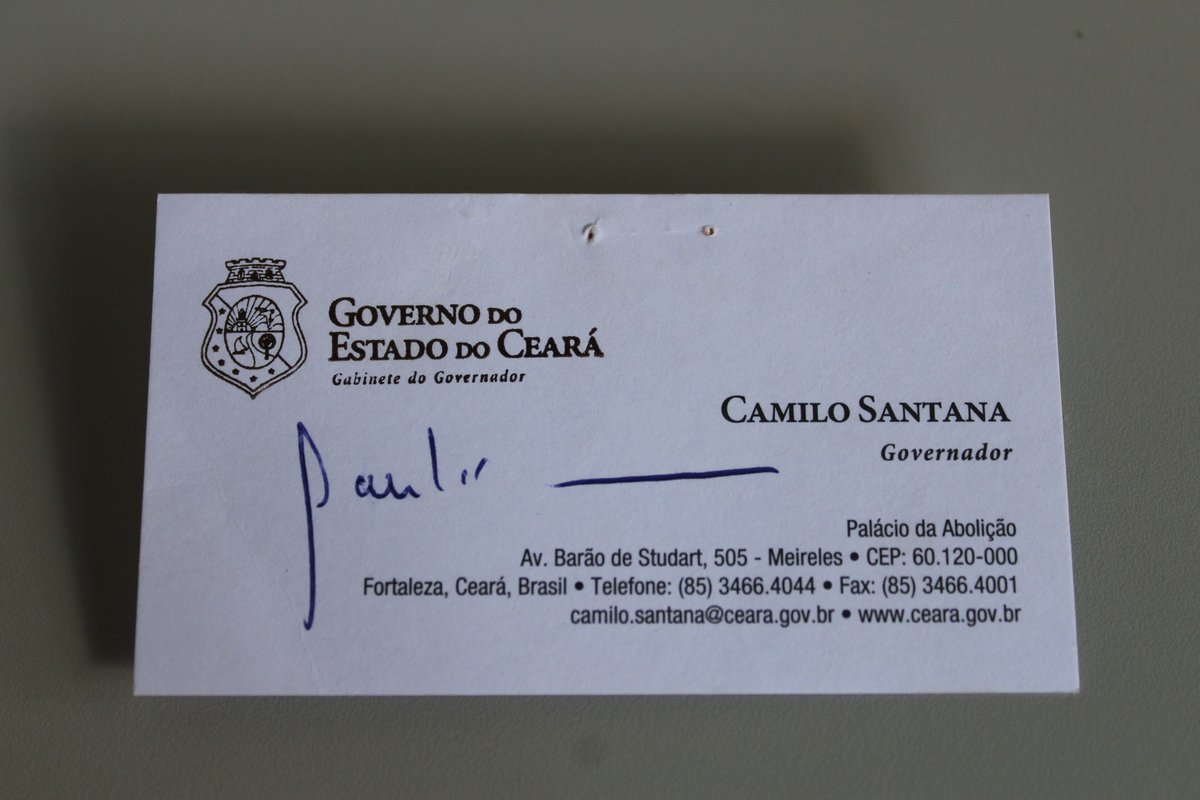 GOVERNO DO
ESTADO DO CEARÁ
Gabinete do Governador
CAMILO SANTANA
Governador
Palácio da Abolição
Av. Barão de Studart, 505 - Meireles • CEP: 60.120-000
Fortaleza, Ceará, Brasil • Telefone: (85) 3466.4044 • Fax: (85) 3466.4001
camilo.santana@ceara.gov.br • www.ceara.gov.br